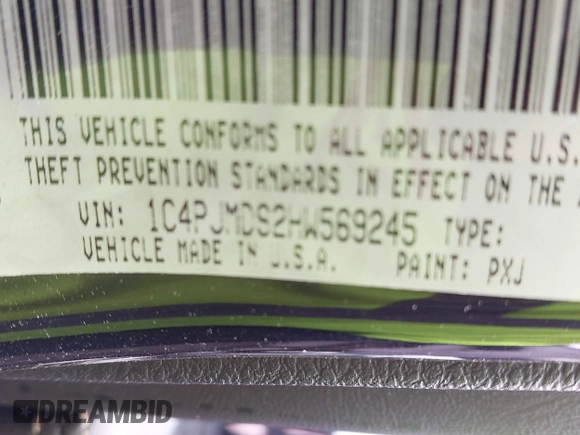 THIS VEHICLE CONFORMS TO ALL APPLICABLE U.S.
THEFT PREVENTION STANDARDS IN EFFECT ON THE
VIN: 1C4PJMDS2HW569245 TYPE:
VEHICLE MADE IN U.S.A. PAINT: PXJ
DREAMBID